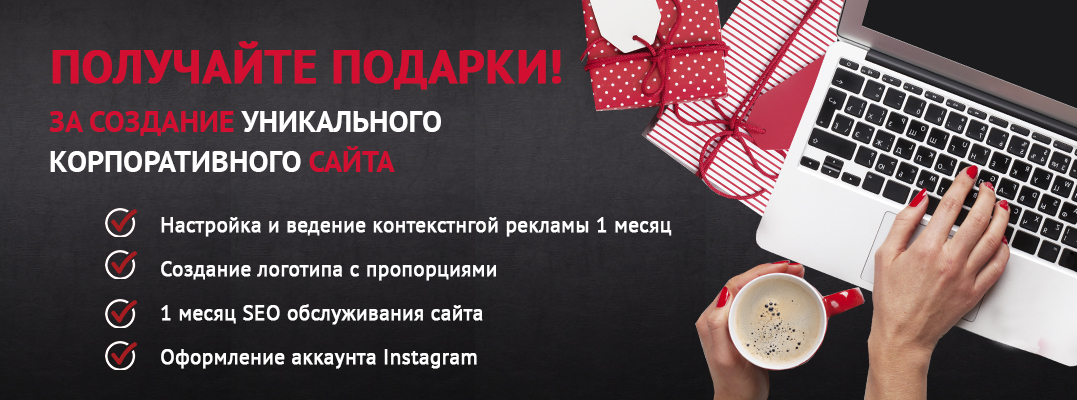 ПОЛУЧАЙТЕ ПОДАРКИ!
ЗА СОЗДАНИЕ УНИКАЛЬНОГО
КОРПОРАТИВНОГО САЙТА
Настройка и ведение контекстнгой рекламы 1 месяц
Создание логотипа с пропорциями
1 месяц SEO обслуживания сайта
Оформление аккаунта Instagram